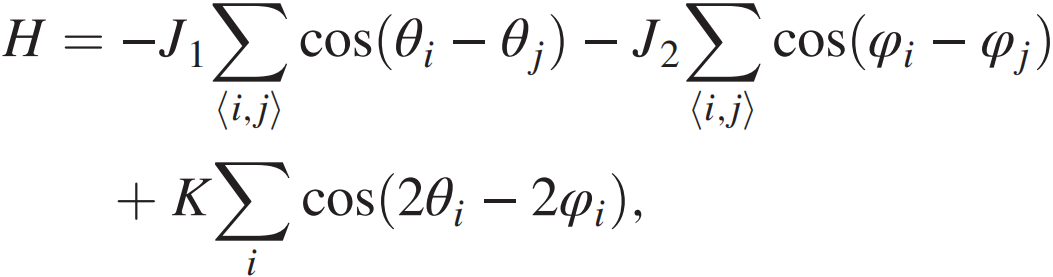 H = −J₁ ∑_{⟨i,j⟩} cos(θᵢ − θⱼ) − J₂ ∑_{⟨i,j⟩} cos(φᵢ − φⱼ)
+ K ∑_{i} cos(2θᵢ − 2φᵢ),